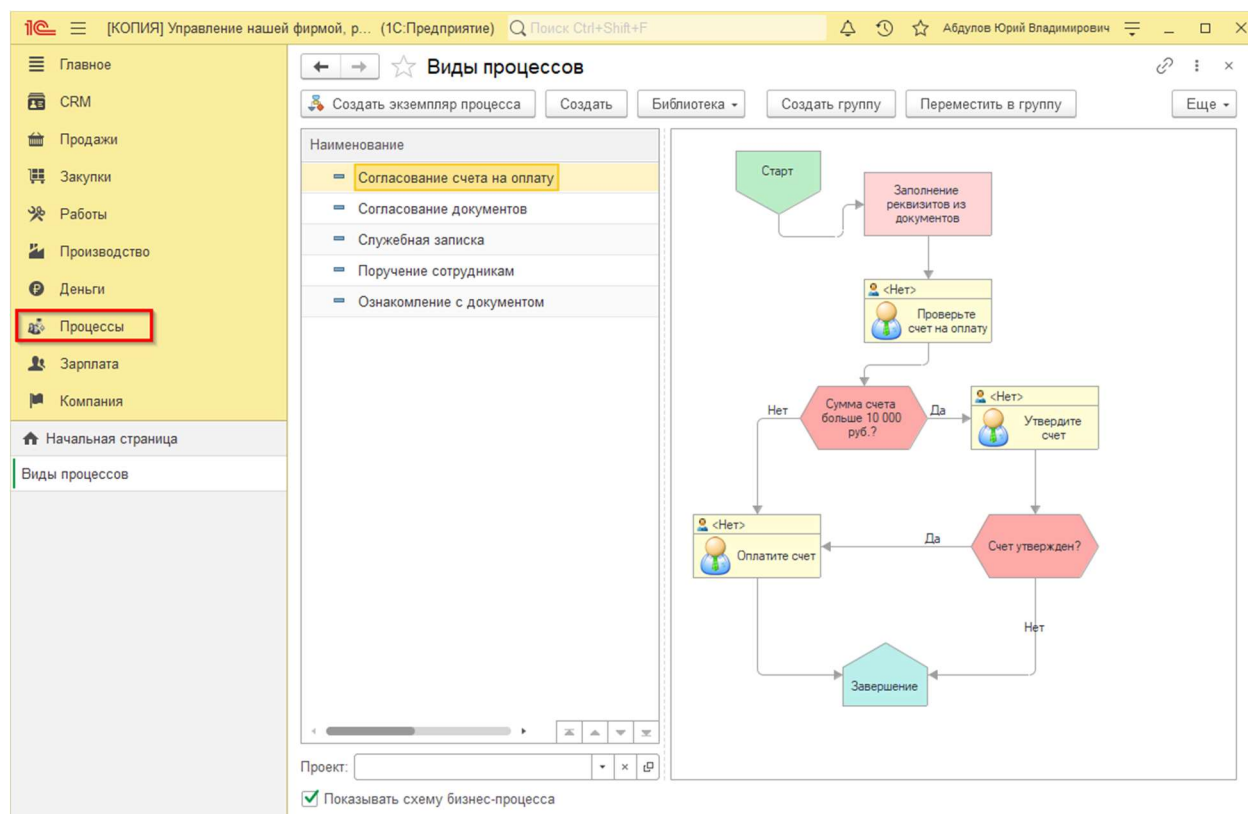 1С [КОПИЯ] Управление нашей фирмой, р... (1С:Предприятие) Поиск Ctrl+Shift+F Абдулов Юрий Владимирович
Главное
CRM
Продажи
Закупки
Работы
Производство
Деньги
Процессы
Зарплата
Компания
Начальная страница
Виды процессов
Виды процессов
Создать экземпляр процесса Создать Библиотека Создать группу Переместить в группу Еще
Наименование
Согласование счета на оплату
Согласование документов
Служебная записка
Поручение сотрудникам
Ознакомление с документом
Проект:
Показывать схему бизнес-процесса
Старт
Заполнение
реквизитов из
документов
<Нет>
Проверьте
счет на оплату
Нет
Сумма счета
больше 10 000
руб.?
Да
<Нет>
Утвердите
счет
<Нет>
Оплатите счет
Да
Счет утвержден?
Нет
Завершение